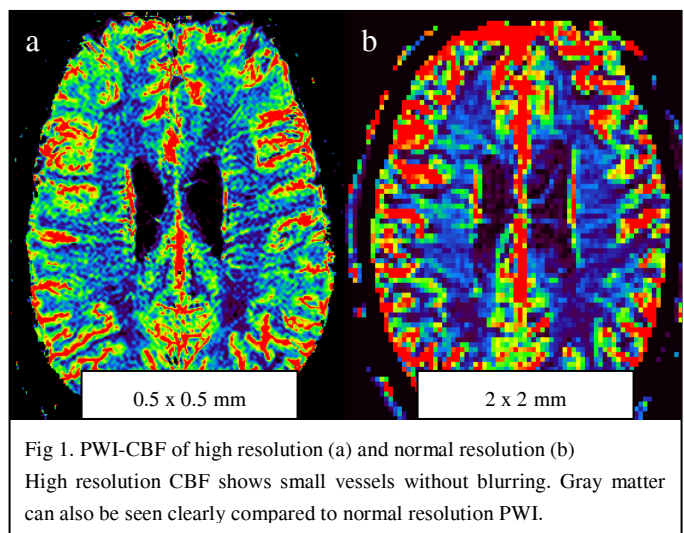 a
b
0.5 x 0.5 mm
2 x 2 mm
Fig 1. PWI-CBF of high resolution (a) and normal resolution (b)
High resolution CBF shows small vessels without blurring. Gray matter
can also be seen clearly compared to normal resolution PWI.